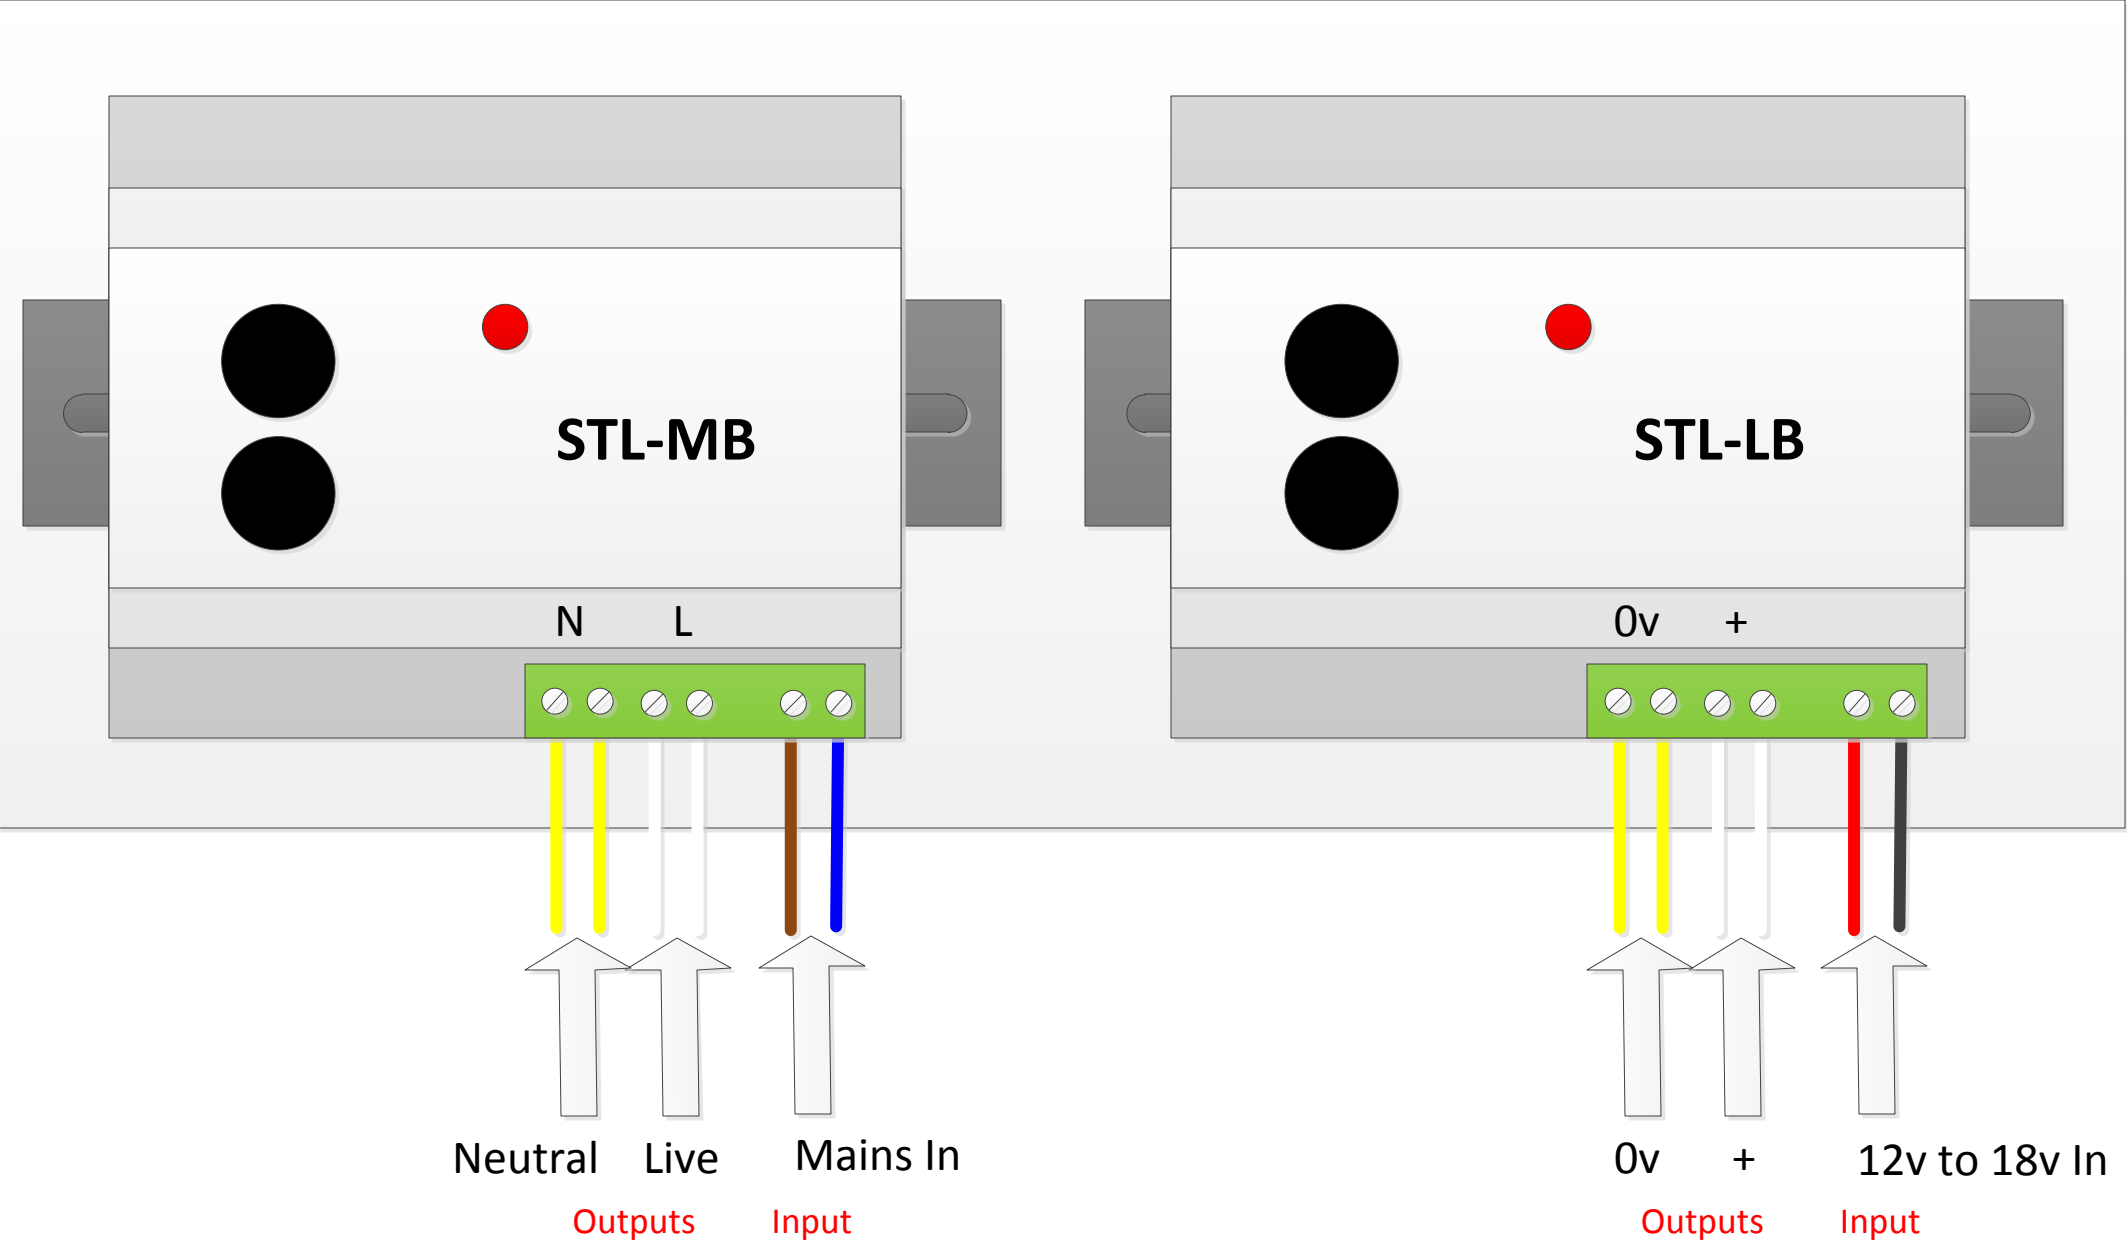 STL-MB
STL-LB
N L
0v +
Neutral Live Mains In
0v + 12v to 18v In
Outputs Input
Outputs Input